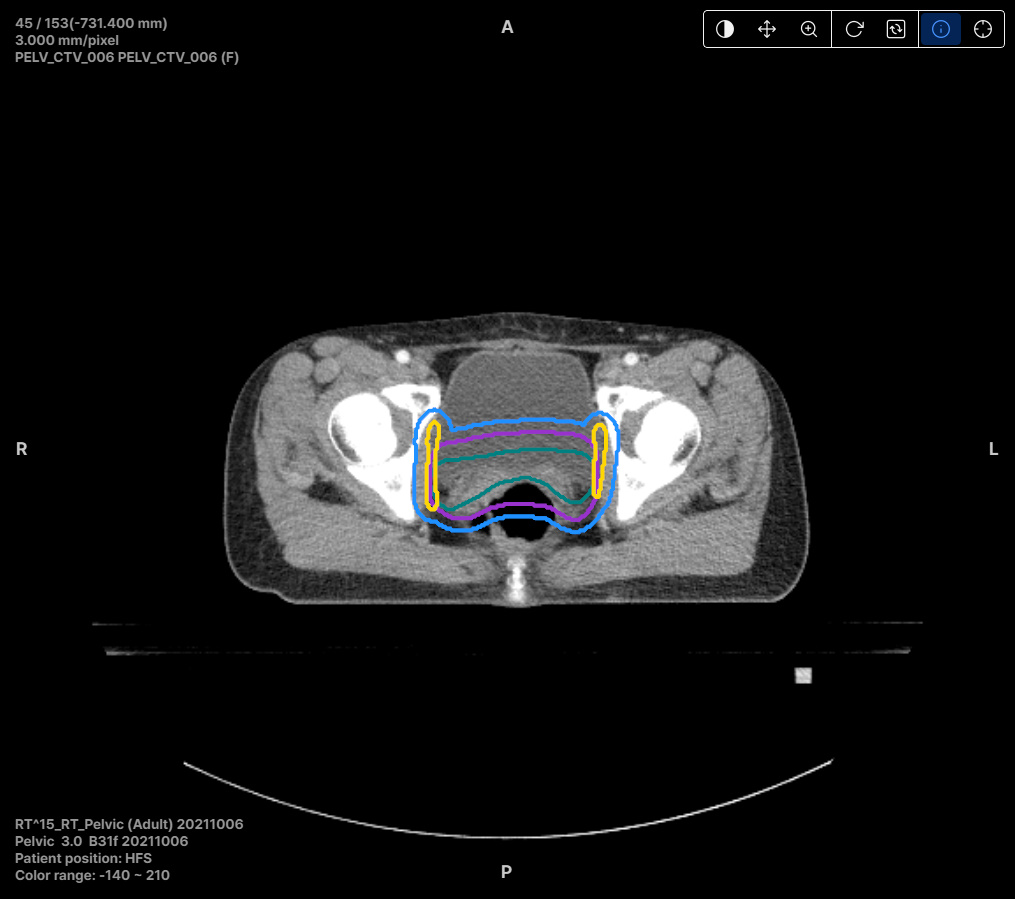 45 / 153(-731.400 mm)
3.000 mm/pixel
PELV_CTV_006 PELV_CTV_006 (F)
A
R
L
RT^15_RT_Pelvic (Adult) 20211006
Pelvic  3.0  B31f 20211006
Patient position: HFS
Color range: -140 ~ 210
P